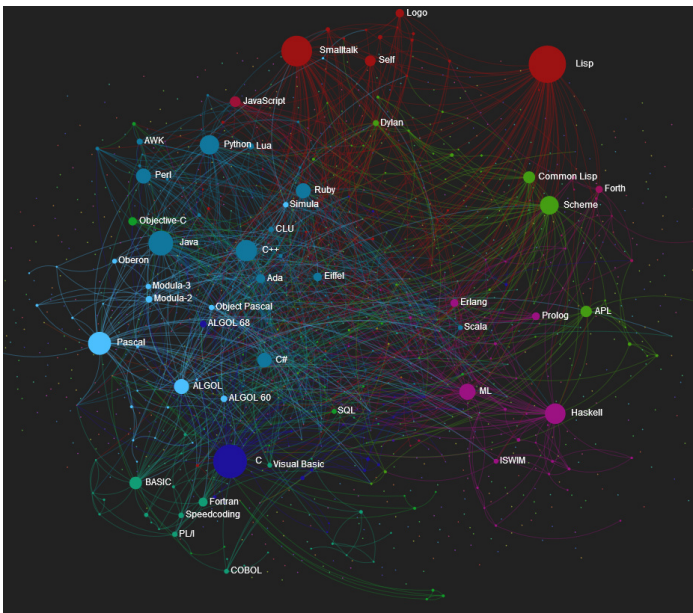 Logo
Smalltalk
Self
Lisp
JavaScript
Dylan
AWK
Python
Lua
Perl
Common Lisp
Ruby
Forth
Simula
Scheme
Objective-C
CLU
Java
C++
Oberon
Ada
Eiffel
Modula-3
Modula-2
Object Pascal
Erlang
APL
Prolog
ALGOL 68
Scala
Pascal
C#
ALGOL
ML
ALGOL 60
SQL
Haskell
C
Visual Basic
ISWIM
BASIC
Fortran
Speedcoding
PL/I
COBOL